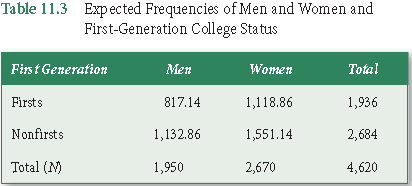 Table 11.3 Expected Frequencies of Men and Women and
First-Generation College Status
First Generation Men Women Total
Firsts 817.14 1,118.86 1,936
Nonfirsts 1,132.86 1,551.14 2,684
Total (N) 1,950 2,670 4,620